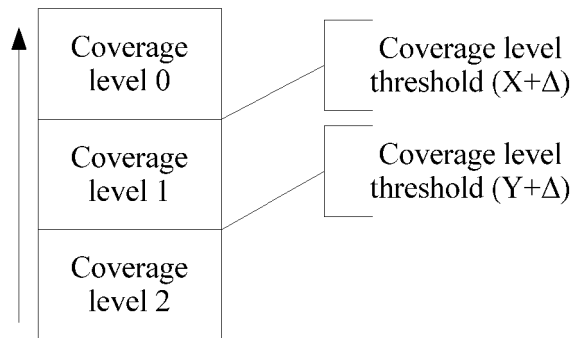 Coverage
level 0
Coverage
level 1
Coverage
level 2
Coverage level
threshold (X+Δ)
Coverage level
threshold (Y+Δ)